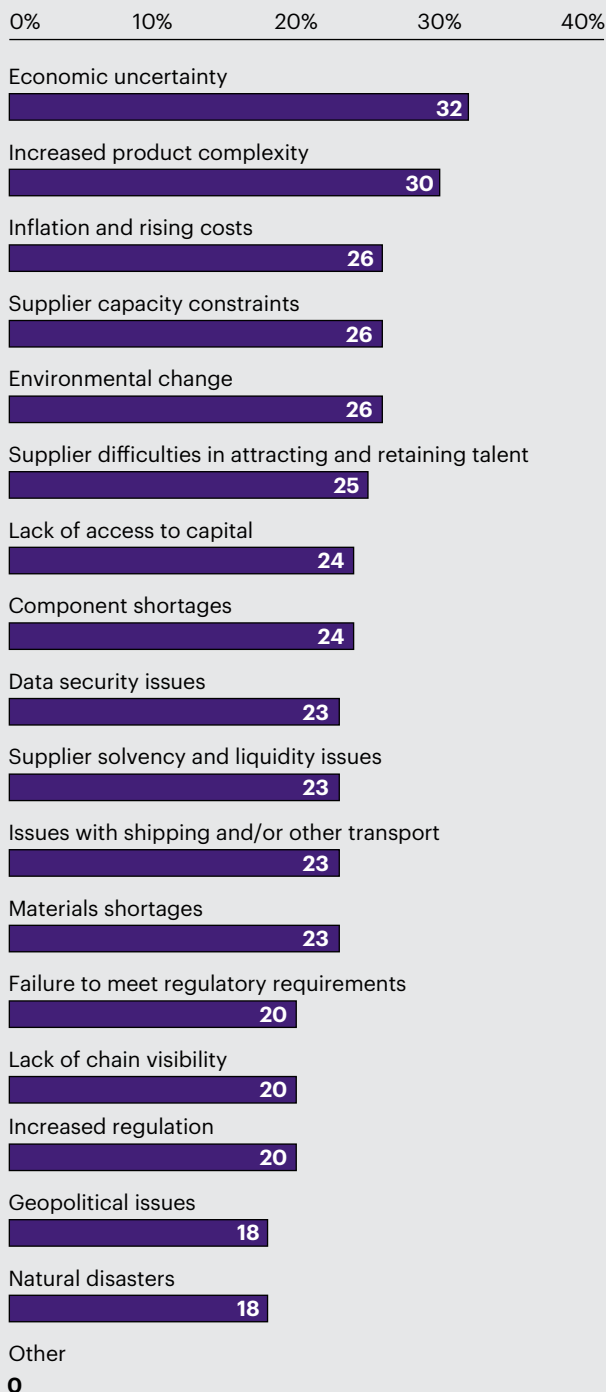 0% 10% 20% 30% 40%
Economic uncertainty
32
Increased product complexity
30
Inflation and rising costs
26
Supplier capacity constraints
26
Environmental change
26
Supplier difficulties in attracting and retaining talent
25
Lack of access to capital
24
Component shortages
24
Data security issues
23
Supplier solvency and liquidity issues
23
Issues with shipping and/or other transport
23
Materials shortages
23
Failure to meet regulatory requirements
20
Lack of chain visibility
20
Increased regulation
20
Geopolitical issues
18
Natural disasters
18
Other
0